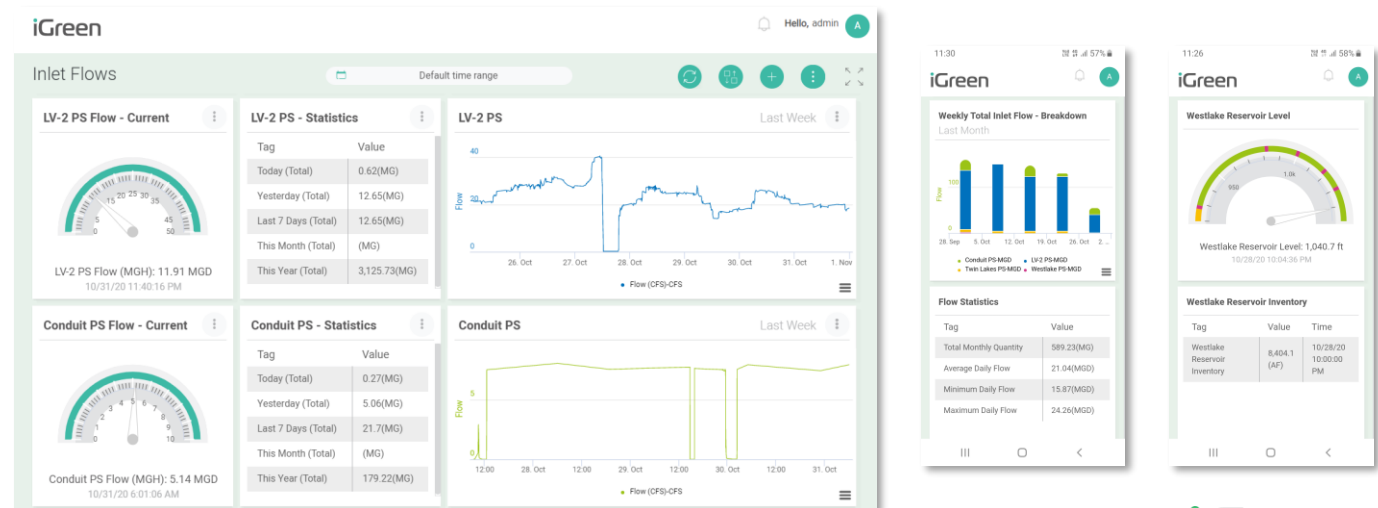 iGreen
Hello, admin A
Inlet Flows
Default time range
LV-2 PS Flow - Current
0 5 15 20 25 30 35 45 50
LV-2 PS Flow (MGH): 11.91 MGD
10/31/20 11:40:16 PM
LV-2 PS - Statistics
Tag Value
Today (Total) 0.62(MG)
Yesterday (Total) 12.65(MG)
Last 7 Days (Total) 12.65(MG)
This Month (Total) (MG)
This Year (Total) 3,125.73(MG)
LV-2 PS Last Week
40
20
0
Flow
26. Oct 27. Oct 28. Oct 29. Oct 30. Oct 31. Oct 1. Nov
Flow (CFS)-CFS
Conduit PS Flow - Current
0 1 2 3 4 5 6 7 9 10
Conduit PS Flow (MGH): 5.14 MGD
10/31/20 6:01:06 AM
Conduit PS - Statistics
Tag Value
Today (Total) 0.27(MG)
Yesterday (Total) 5.06(MG)
Last 7 Days (Total) 21.7(MG)
This Month (Total) (MG)
This Year (Total) 179.22(MG)
Conduit PS Last Week
5
0
Flow
12:00 28. Oct 12:00 29. Oct 12:00 30. Oct 12:00 31. Oct
Flow (CFS)-CFS
11:30 57%
iGreen A
Weekly Total Inlet Flow - Breakdown
Last Month
100
0
Flow
28. Sep 5. Oct 12. Oct 19. Oct 26. Oct 2. ...
Conduit PS-MGD LV-2 PS-MGD
Twin Lakes PS-MGD Westlake PS-MGD
Flow Statistics
Tag Value
Total Monthly Quantity 589.23(MG)
Average Daily Flow 21.04(MGD)
Minimum Daily Flow 15.87(MGD)
Maximum Daily Flow 24.26(MGD)
11:26 58%
iGreen A
Westlake Reservoir Level
950 1.0k
Westlake Reservoir Level: 1,040.7 ft
10/28/20 10:04:36 PM
Westlake Reservoir Inventory
Tag Value Time
Westlake Reservoir Inventory 8,404.1 (AF) 10/28/20 10:00:00 PM